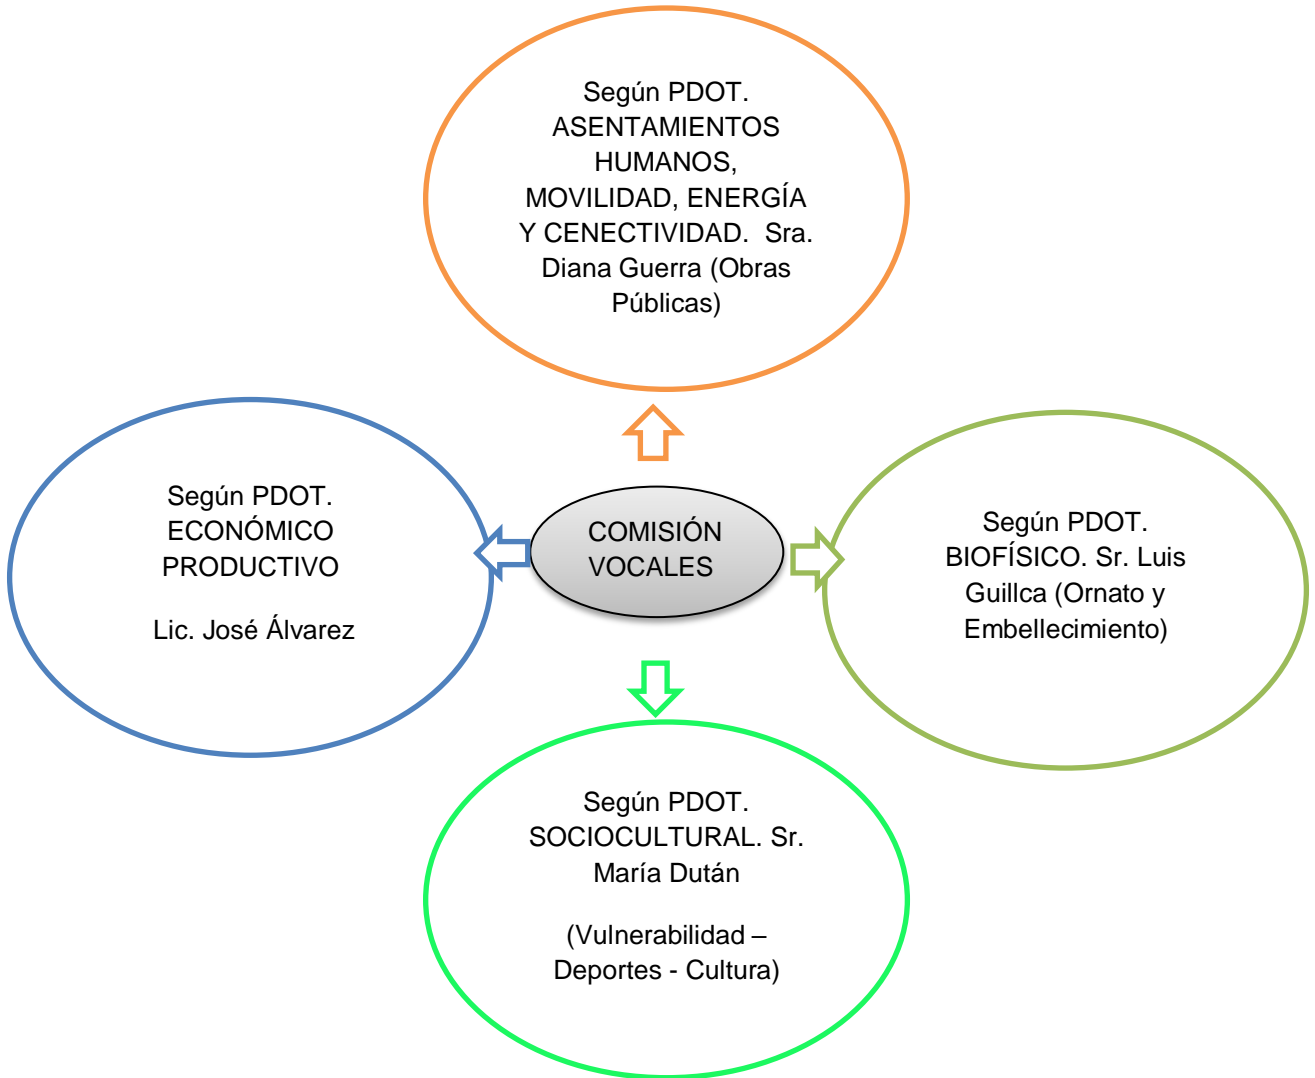 Según PDOT.
ASENTAMIENTOS
HUMANOS,
MOVILIDAD, ENERGÍA
Y CENECTIVIDAD. Sra.
Diana Guerra (Obras
Públicas)
Según PDOT.
ECONÓMICO
PRODUCTIVO
Lic. José Álvarez
COMISIÓN
VOCALES
Según PDOT.
BIOFÍSICO. Sr. Luis
Guillca (Ornato y
Embellecimiento)
Según PDOT.
SOCIOCULTURAL. Sr.
María Dután
(Vulnerabilidad –
Deportes - Cultura)